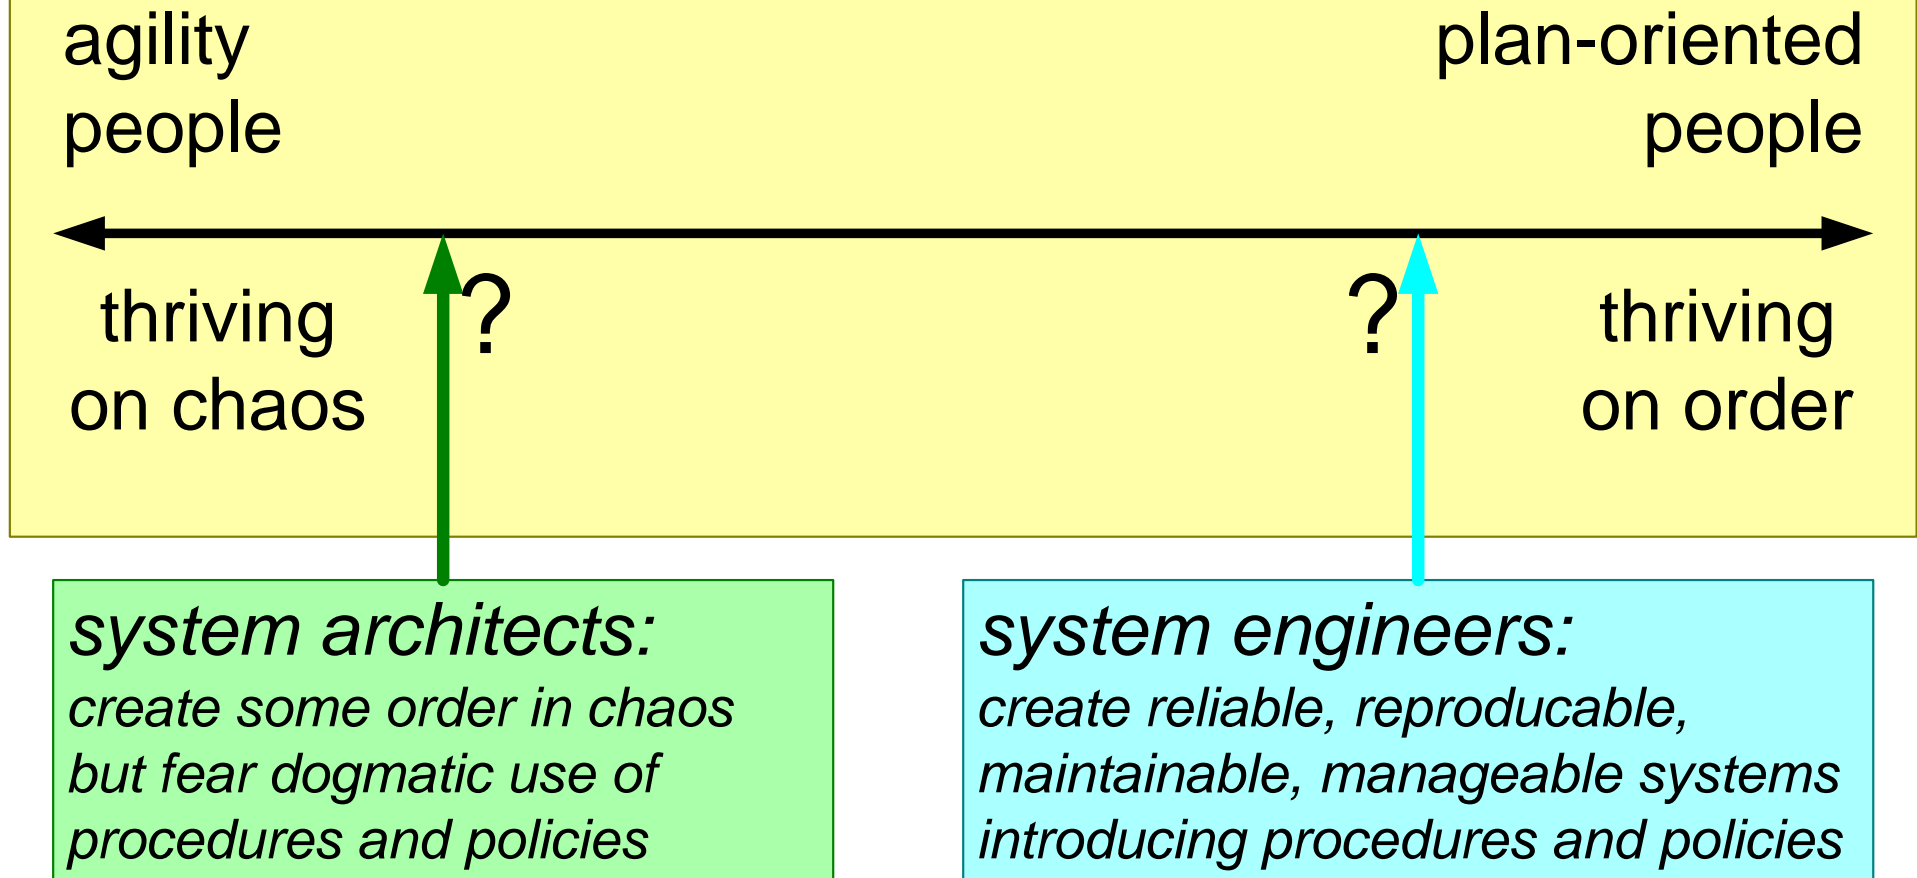 agility
people
plan-oriented
people
thriving
on chaos
?
?
thriving
on order
system architects:
create some order in chaos
but fear dogmatic use of
procedures and policies
system engineers:
create reliable, reproducable,
maintainable, manageable systems
introducing procedures and policies